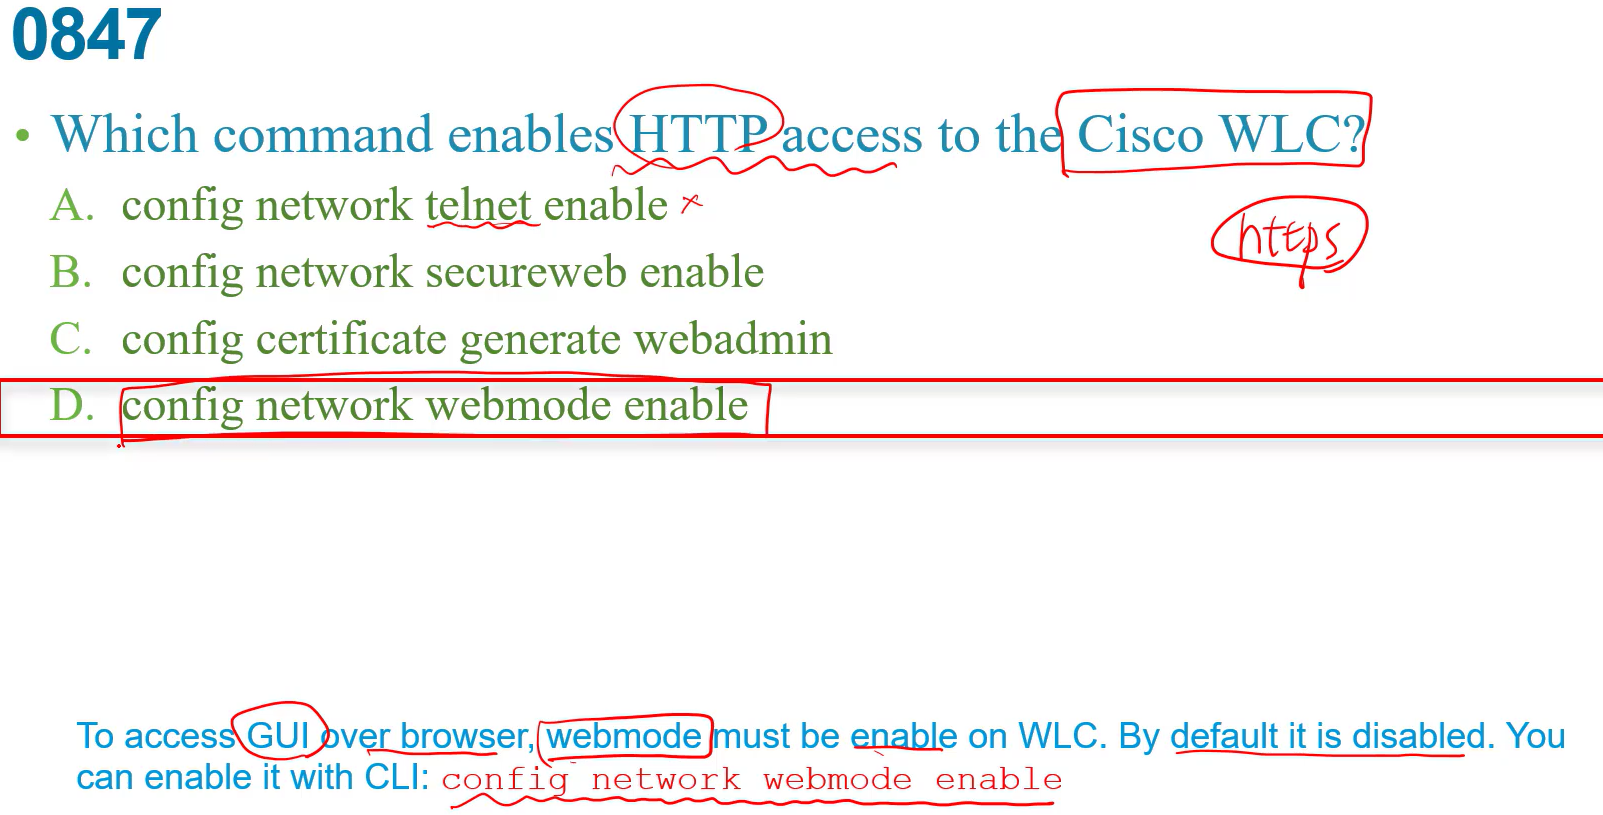 0847
• Which command enables HTTP access to the Cisco WLC?
A. config network telnet enable ×
https
B. config network secureweb enable
C. config certificate generate webadmin
D. config network webmode enable
To access GUI over browser, webmode must be enable on WLC. By default it is disabled. You
can enable it with CLI: config network webmode enable